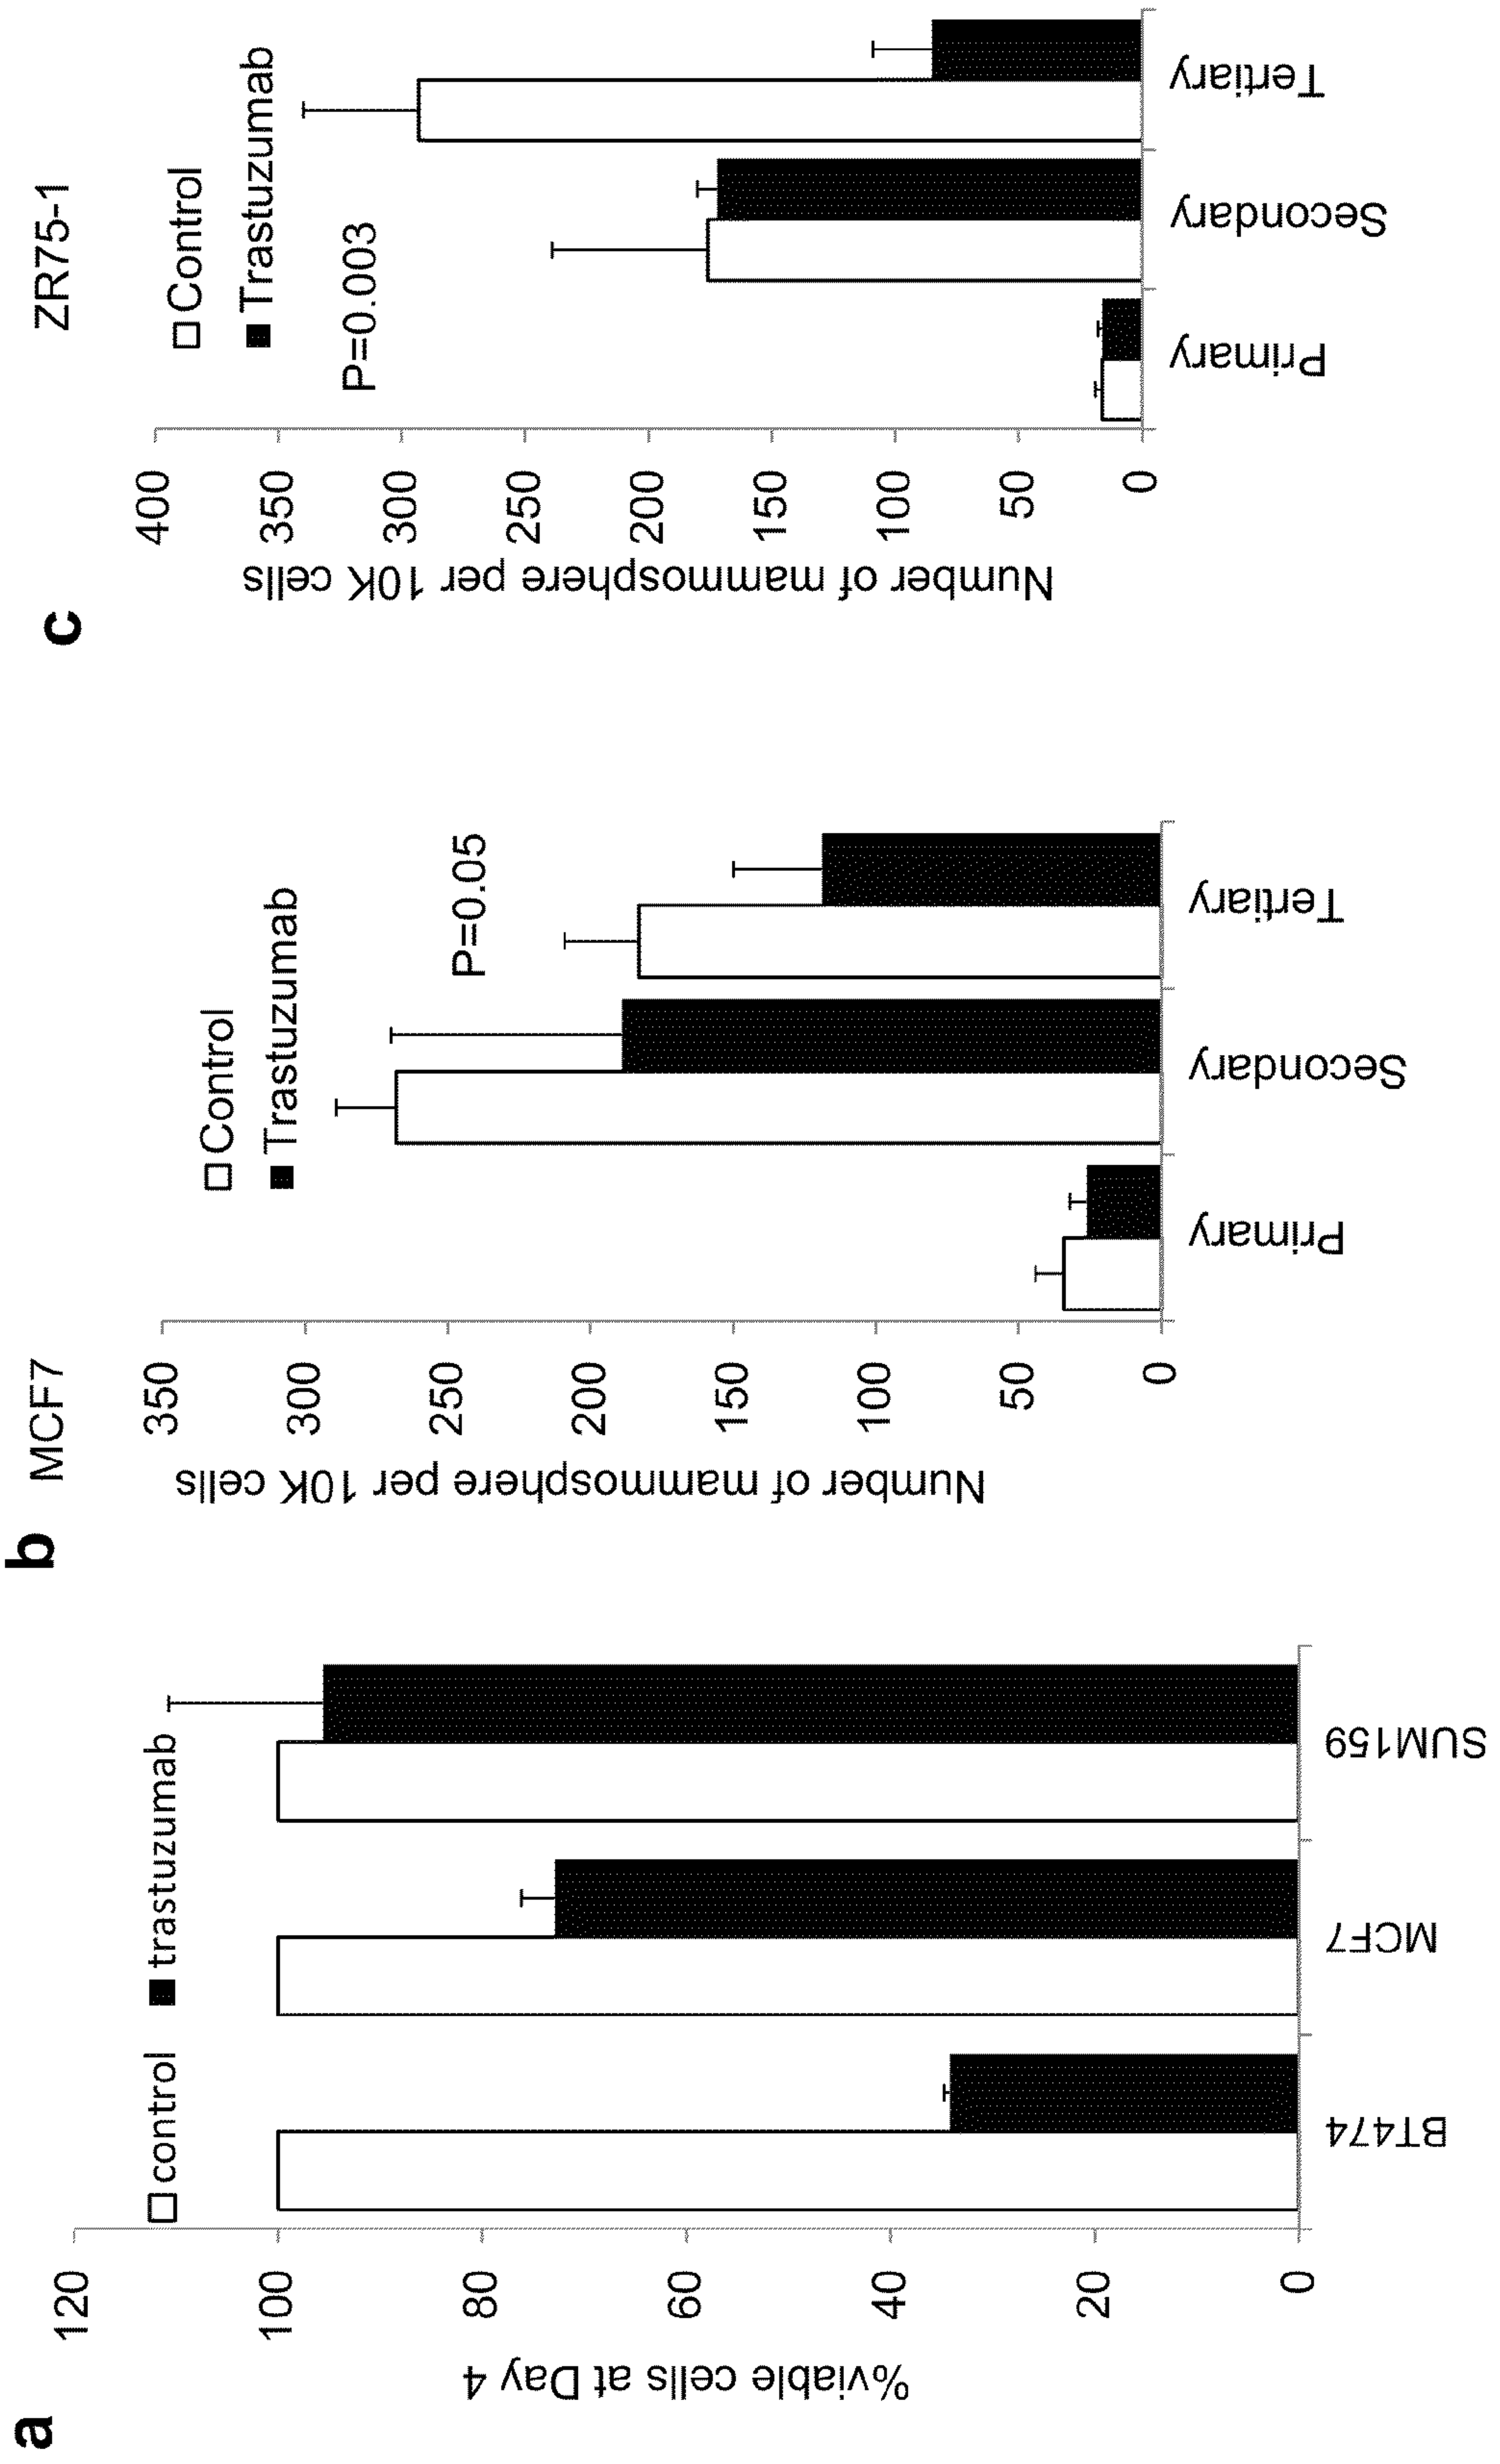 a
%viable cells at Day 4
120
100
80
60
40
20
0
control
trastuzumab
BT474
MCF7
SUM159
b
MCF7
Number of mammosphere per 10K cells
350
300
250
200
150
100
50
0
Control
Trastuzumab
P=0.05
Primary
Secondary
Tertiary
c
ZR75-1
Number of mammosphere per 10K cells
400
350
300
250
200
150
100
50
0
Control
Trastuzumab
P=0.003
Primary
Secondary
Tertiary